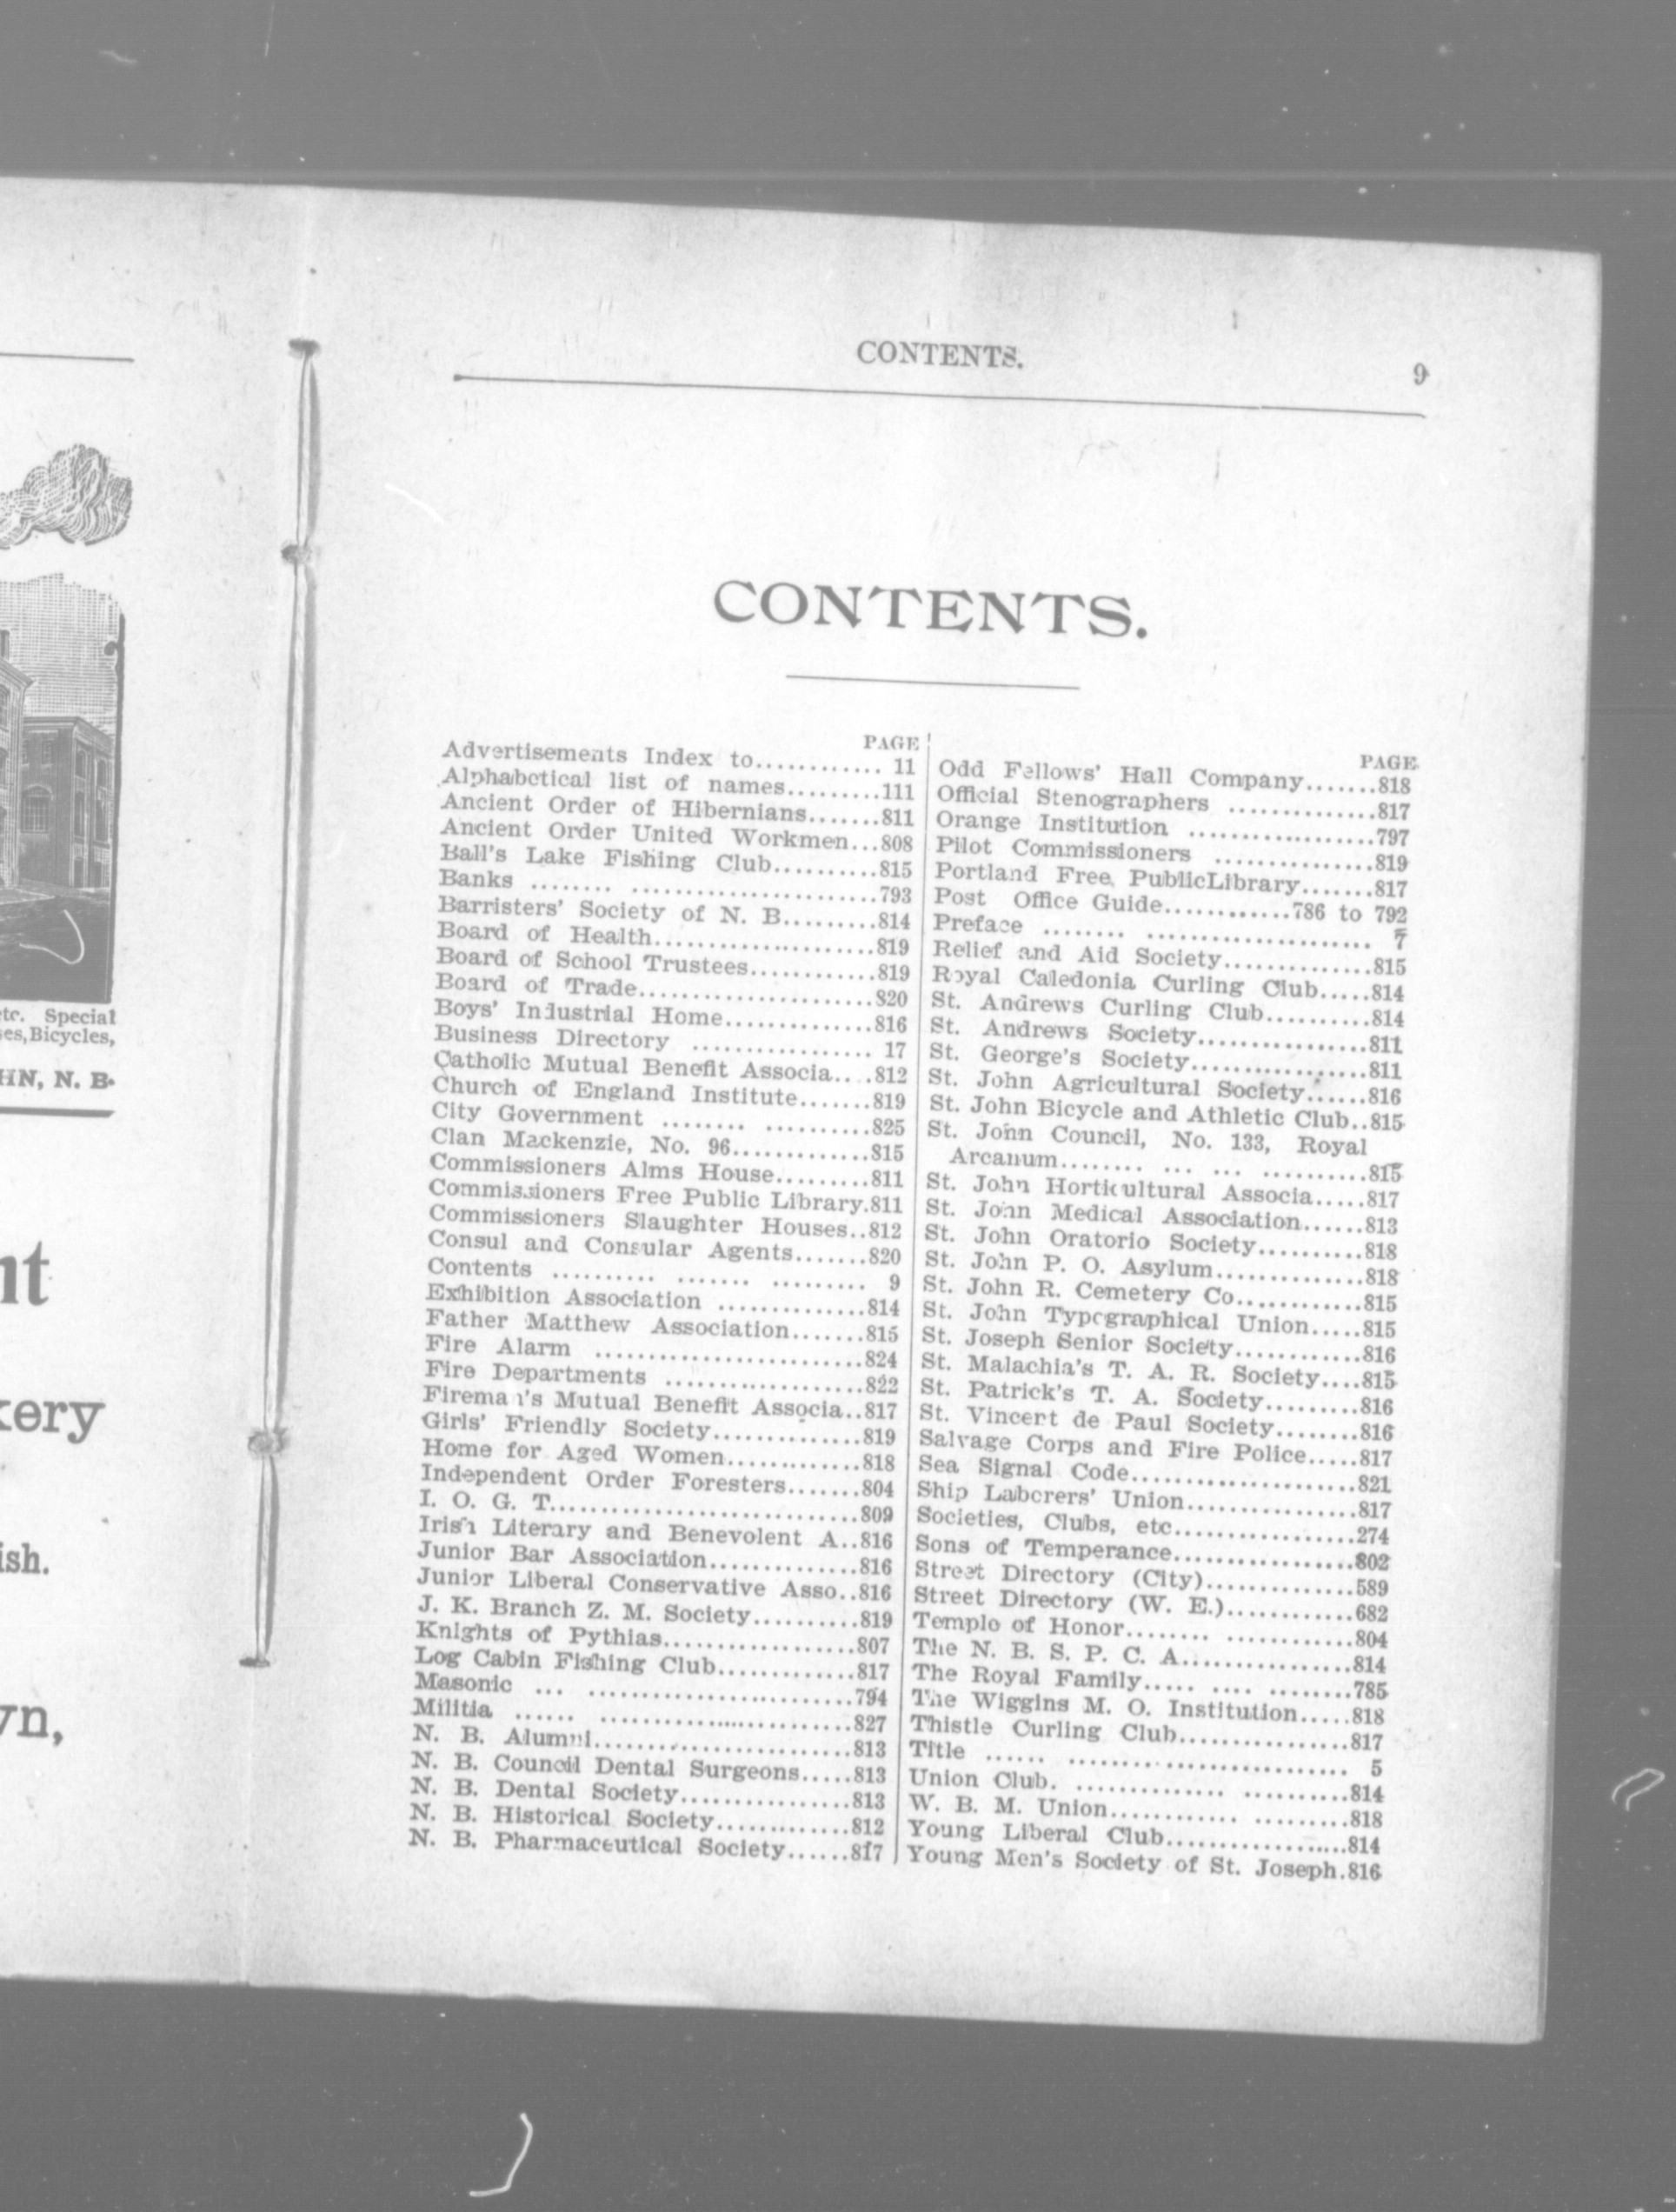 etc. Special
es, Bicycles,
HN, N. B.
nt
kery
ish.
vn,
CONTENTS.
9
CONTENTS.
PAGE
Advertisements Index to............ 11
Alphabetical list of names.........111
Ancient Order of Hibernians.......811
Ancient Order United Workmen...808
Ball's Lake Fishing Club..........815
Banks ........ ........................793
Barristers' Society of N. B.........814
Board of Health.....................819
Board of School Trustees............819
Board of Trade.......................820
Boys' Industrial Home..............816
Business Directory .................. 17
Catholic Mutual Benefit Associa....812
Church of England Institute.......819
City Government ........ ..........825
Clan Mackenzie, No. 96.............815
Commissioners Alms House.........811
Commissioners Free Public Library.811
Commissioners Slaughter Houses..812
Consul and Consular Agents.......820
Contents .......... ....... ......... 9
Exhibition Association ..............814
Father Matthew Association.......815
Fire Alarm ..........................824
Fire Departments ...................822
Fireman's Mutual Benefit Associa..817
Girls' Friendly Society..............819
Home for Aged Women.............818
Independent Order Foresters.......804
I. O. G. T..............................809
Irish Literary and Benevolent A..816
Junior Bar Association..............816
Junior Liberal Conservative Asso..816
J. K. Branch Z. M. Society..........819
Knights of Pythias...................807
Log Cabin Fishing Club.............817
Masonic ... ..........................794
Militia ...... .........................827
N. B. Alumni.........................813
N. B. Council Dental Surgeons.....813
N. B. Dental Society.................813
N. B. Historical Society.............812
N. B. Pharmaceutical Society......817
PAGE
Odd Fellows' Hall Company.......818
Official Stenographers ..............817
Orange Institution ..................797
Pilot Commissioners ...............819
Portland Free PublicLibrary.......817
Post Office Guide............786 to 792
Preface ........ ...................... 7
Relief and Aid Society..............815
Royal Caledonia Curling Club.....814
St. Andrews Curling Club..........814
St. Andrews Society................811
St. George's Society.................811
St. John Agricultural Society......816
St. John Bicycle and Athletic Club..815
St. John Council, No. 133, Royal
Arcanum........ ... ... ..........815
St. John Horticultural Associa.....817
St. John Medical Association......813
St. John Oratorio Society..........818
St. John P. O. Asylum..............818
St. John R. Cemetery Co............815
St. John Typographical Union.....815
St. Joseph Senior Society............816
St. Malachia's T. A. R. Society....815
St. Patrick's T. A. Society.........816
St. Vincent de Paul Society........816
Salvage Corps and Fire Police.....817
Sea Signal Code......................821
Ship Laborers' Union................817
Societies, Clubs, etc.................274
Sons of Temperance.................802
Street Directory (City)..............589
Street Directory (W. E.)............682
Temple of Honor........ ............804
The N. B. S. P. C. A................814
The Royal Family..... .... ........785
The Wiggins M. O. Institution.....818
Thistle Curling Club................817
Title ...... ........................... 5
Union Club. .............. ..........814
W. B. M. Union............ .........818
Young Liberal Club..................814
Young Men's Society of St. Joseph.816